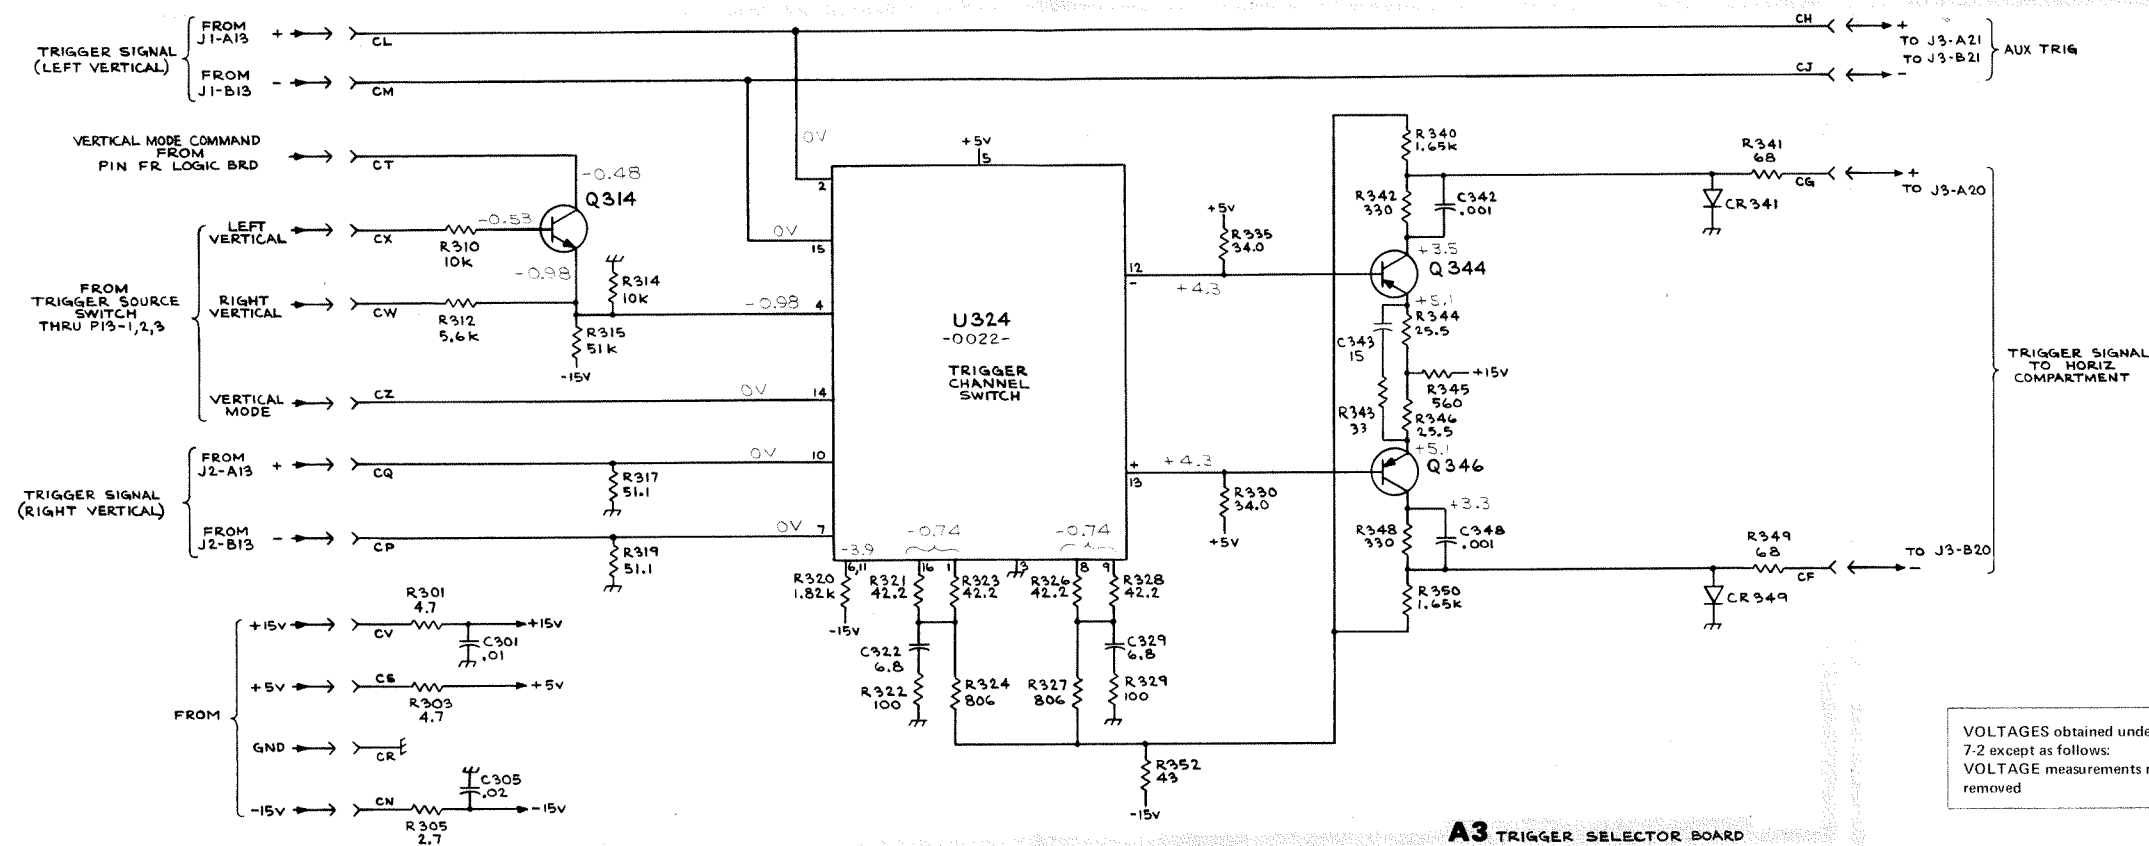 TRIGGER SIGNAL
(LEFT VERTICAL)
FROM
J1-A13
+
CL
FROM
J1-B13
-
CM
CH
+
TO J3-A21
TO J3-B21
CJ
-
AUX TRIG
VERTICAL MODE COMMAND
FROM
PIN FR LOGIC BRD
CT
-0.48
Q314
FROM
TRIGGER SOURCE
SWITCH
THRU P13-1,2,3
LEFT
VERTICAL
CX
R310
10K
-0.53
-0.98
R314
10K
RIGHT
VERTICAL
CW
R312
5.6K
R315
51K
-15V
-0.98
4
VERTICAL
MODE
CZ
0V
14
0V
2
0V
15
+5V
5
U324
-0022-
TRIGGER
CHANNEL
SWITCH
TRIGGER SIGNAL
(RIGHT VERTICAL)
FROM
J2-A13
+
CQ
R317
51.1
0V
10
FROM
J2-B13
-
CP
R319
51.1
0V
7
12
-
+4.3
+5V
R335
34.0
+
13
+4.3
R330
34.0
+5V
R340
1.65K
R342
330
C342
.001
+3.5
Q344
+5.1
R344
25.5
C343
15
R345
560
+15V
R343
33
R346
25.5
+5.1
Q346
+3.3
R348
330
C348
.001
R350
1.65K
R341
68
CG
+
TO J3-A20
CR341
TRIGGER SIGNAL
TO HORIZ
COMPARTMENT
R349
68
CF
TO J3-B20
-
CR349
-3.9
6,11
-0.74
16
1
3
-0.74
8
9
R320
1.82K
-15V
R321
42.2
R323
42.2
R326
42.2
R328
42.2
C322
6.8
R322
100
R324
806
R327
806
C329
6.8
R329
100
R352
43
-15V
FROM
+15V
CV
R301
4.7
C301
.01
+15V
+5V
CS
R303
4.7
+5V
GND
CR
-15V
CN
R305
2.7
C305
.02
-15V
VOLTAGES obtained unde
7-2 except as follows:
VOLTAGE measurements
removed
A3 TRIGGER SELECTOR BOARD